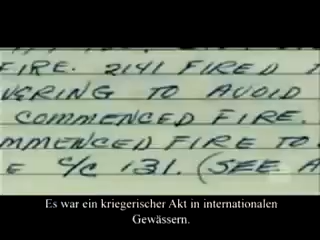 FIRE. 2141 FIRED
VERING TO AVOID
COMMENCED FIRE.
MMENCED FIRE TO
E C/C 131. (SEE A
Es war ein kriegerischer Akt in internationalen
Gewässern.